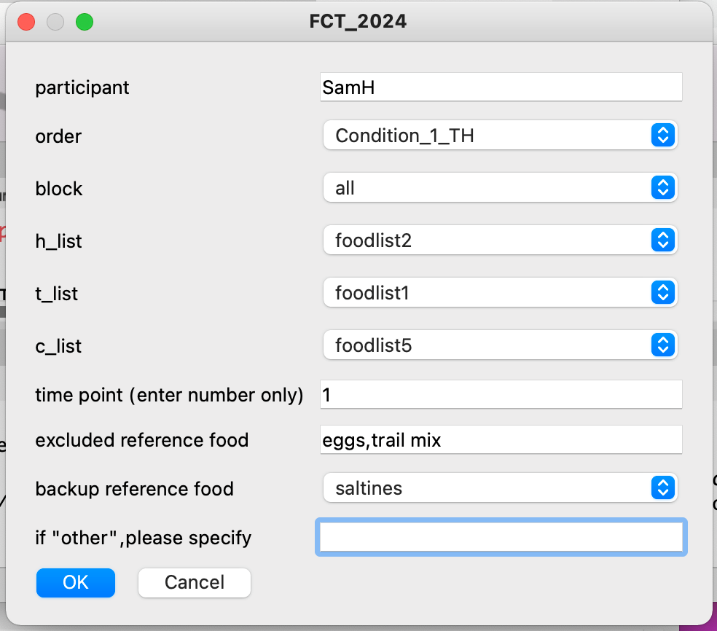 FCT_2024
participant SamH
order Condition_1_TH
block all
h_list foodlist2
t_list foodlist1
c_list foodlist5
time point (enter number only) 1
excluded reference food eggs,trail mix
backup reference food saltines
if "other",please specify
OK Cancel